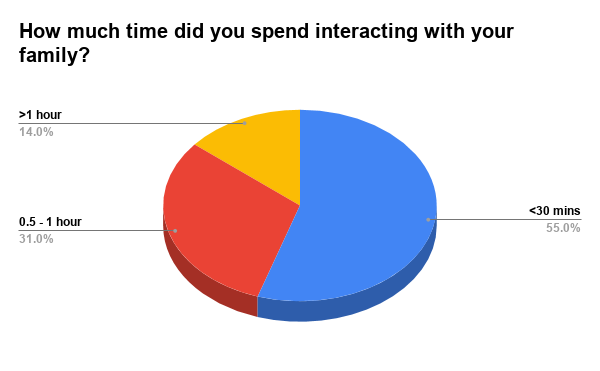 How much time did you spend interacting with your
family?
>1 hour
14.0%
0.5 - 1 hour
31.0%
<30 mins
55.0%